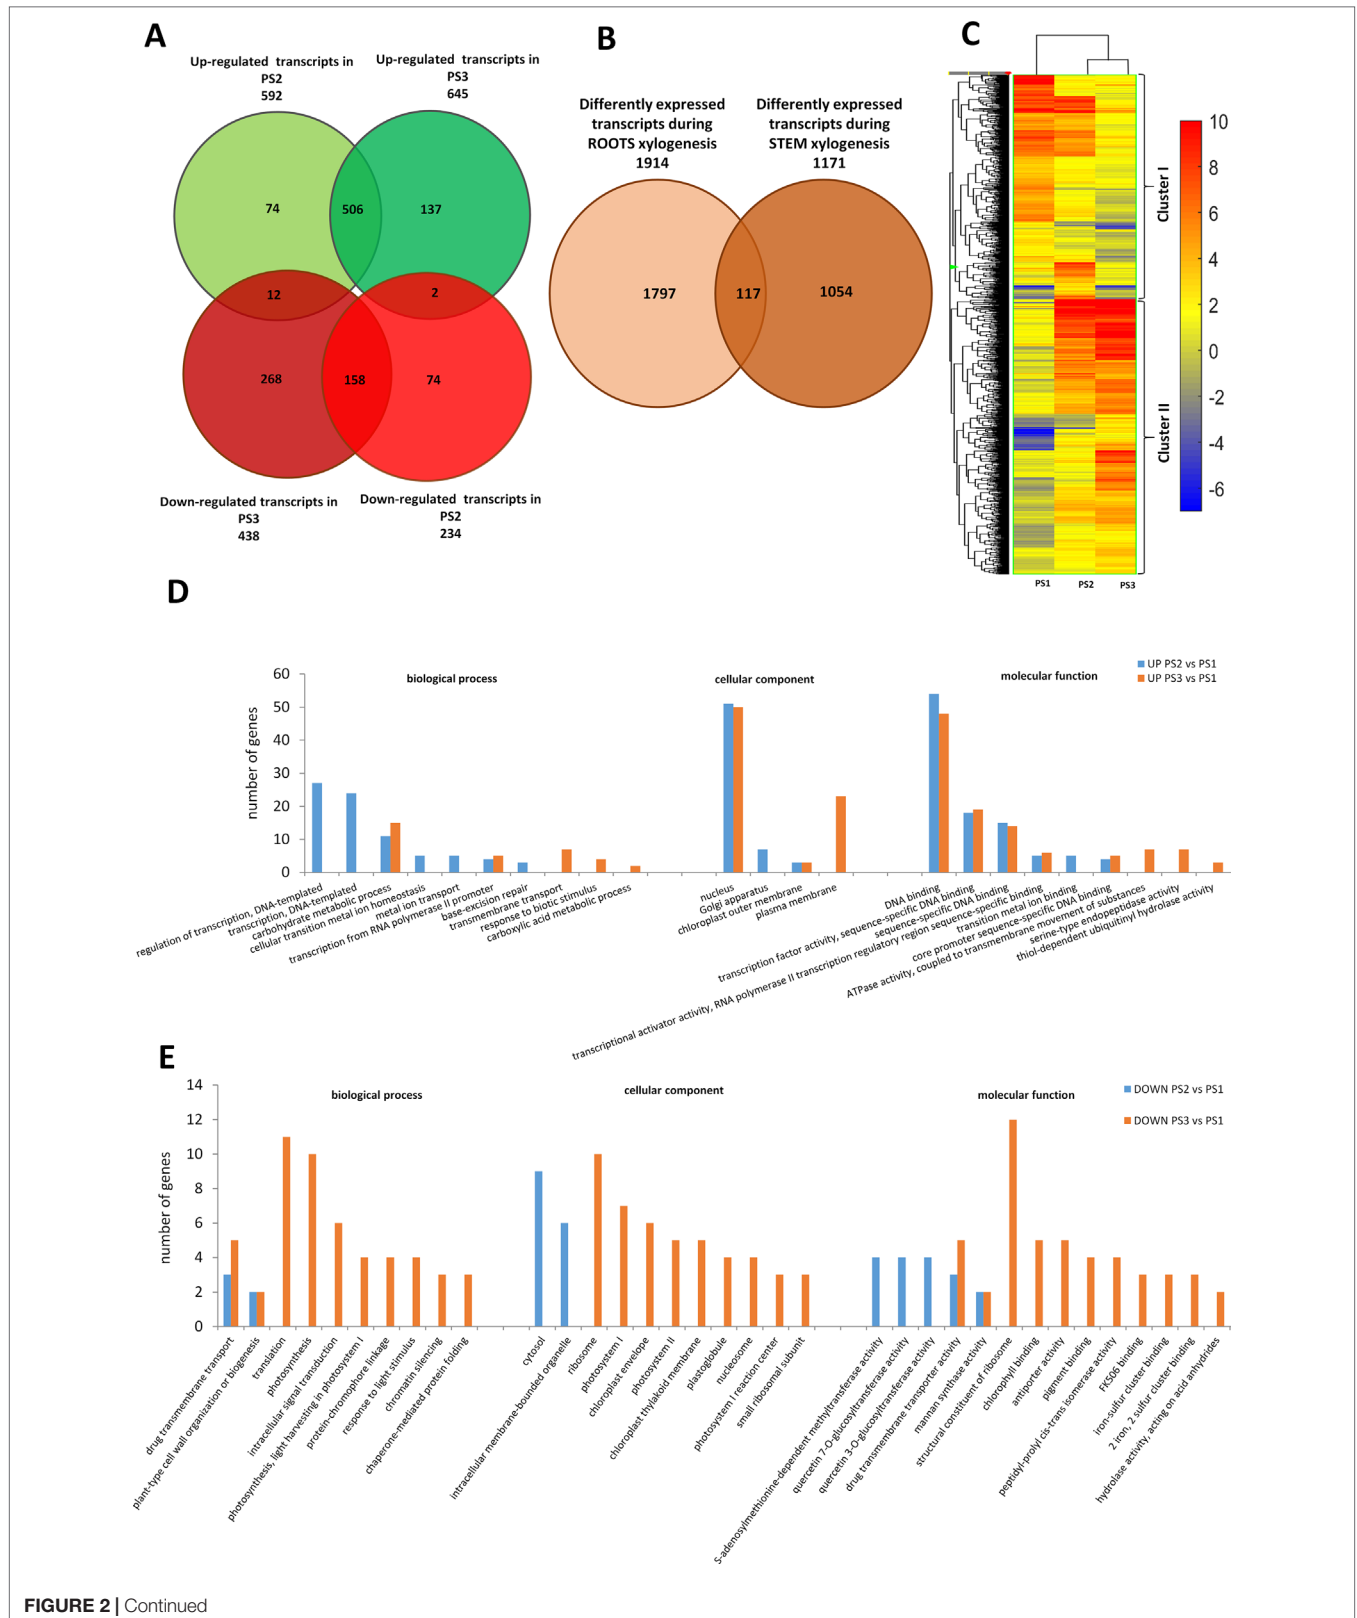 A
Up-regulated transcripts in
PS2
592
Up-regulated transcripts in
PS3
645
74
506
137
12
2
268
158
74
Down-regulated transcripts in
PS3
438
Down-regulated transcripts in
PS2
234
B
Differently expressed
transcripts during
ROOTS xylogenesis
1914
Differently expressed
transcripts during
STEM xylogenesis
1171
1797
117
1054
C
Cluster I
Cluster II
10
8
6
4
2
0
-2
-4
-6
PS1
PS2
PS3
D
number of genes
60
50
40
30
20
10
0
biological process
cellular component
molecular function
UP PS2 vs PS1
UP PS3 vs PS1
regulation of transcription, DNA-templated
transcription, DNA-templated
carbohydrate metabolic process
cellular transition metal ion homeostasis
metal ion transport
transcription from RNA polymerase II promoter
base-excision repair
transmembrane transport
response to biotic stimulus
carboxylic acid metabolic process
nucleus
Golgi apparatus
chloroplast outer membrane
plasma membrane
DNA binding
transcription factor activity, sequence-specific DNA binding
sequence-specific DNA binding
transcriptional activator activity, RNA polymerase II transcription regulatory region sequence-specific binding
transition metal ion binding
core promoter sequence-specific DNA binding
ATPase activity, coupled to transmembrane movement of substances
serine-type endopeptidase activity
thiol-dependent ubiquitinyl hydrolase activity
E
number of genes
14
12
10
8
6
4
2
0
biological process
cellular component
molecular function
DOWN PS2 vs PS1
DOWN PS3 vs PS1
drug transmembrane transport
plant-type cell wall organization or biogenesis
translation
photosynthesis
intracellular signal transduction
photosynthesis, light harvesting in photosystem I
protein-chromophore linkage
response to light stimulus
chromatin silencing
chaperone-mediated protein folding
cytosol
intracellular membrane-bounded organelle
ribosome
photosystem I
chloroplast envelope
photosystem II
chloroplast thylakoid membrane
plastoglobule
nucleosome
photosystem I reaction center
small ribosomal subunit
S-adenosylmethionine-dependent methyltransferase activity
quercetin 7-O-glucosyltransferase activity
quercetin 3-O-glucosyltransferase activity
drug transmembrane transporter activity
mannan synthase activity
structural constituent of ribosome
chlorophyll binding
antiporter activity
pigment binding
peptidyl-prolyl cis-trans isomerase activity
FK506 binding
iron-sulfur cluster binding
2 iron, 2 sulfur cluster binding
hydrolase activity, acting on acid anhydrides
FIGURE 2 | Continued